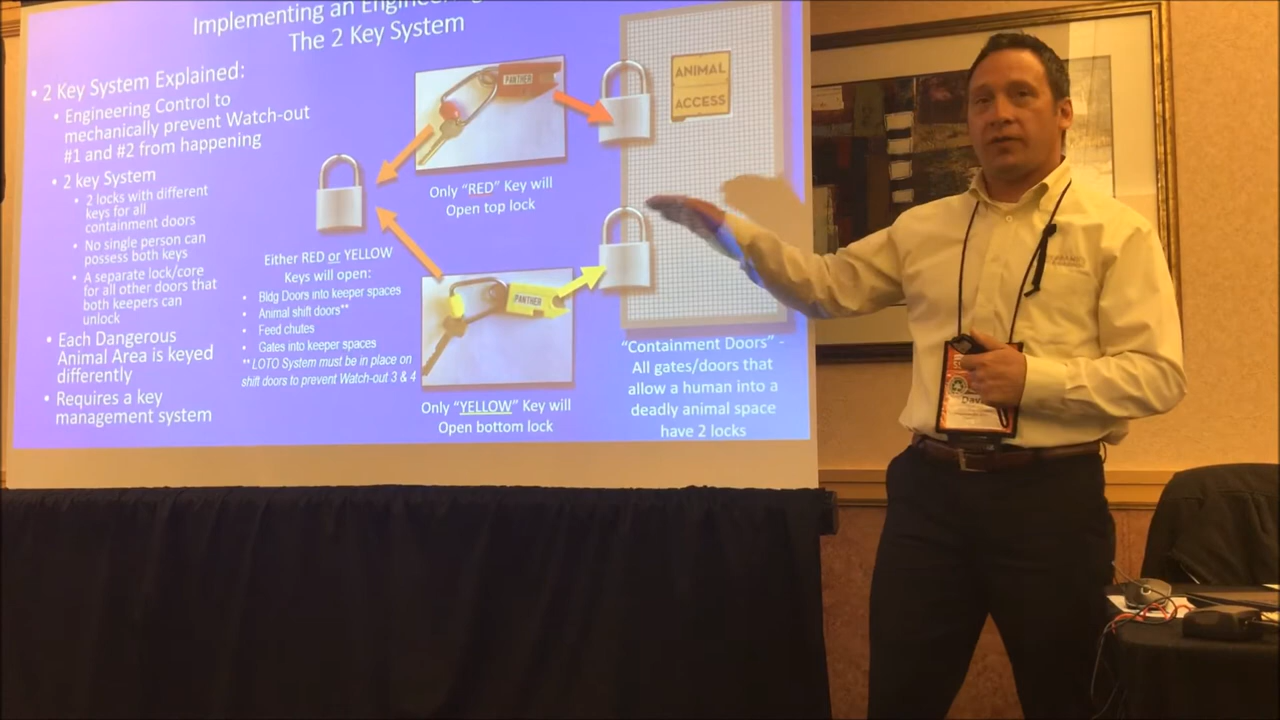 Implementing an Engineering
The 2 Key System
• 2 Key System Explained:
• Engineering Control to
mechanically prevent Watch-out
#1 and #2 from happening
• 2 key System
• 2 locks with different
keys for all
containment doors
• No single person can
possess both keys
• A separate lock/core
for all other doors that
both keepers can
unlock
• Each Dangerous
Animal Area is keyed
differently
• Requires a key
management system
Either RED or YELLOW
Keys will open:
• Bldg Doors into keeper spaces
• Animal shift doors**
• Feed chutes
• Gates into keeper spaces
** LOTO System must be in place on
shift doors to prevent Watch-out 3 & 4
PANTHER
Only "RED" Key will
Open top lock
PANTHER
Only "YELLOW" Key will
Open bottom lock
ANIMAL
ACCESS
"Containment Doors" -
All gates/doors that
allow a human into a
deadly animal space
have 2 locks